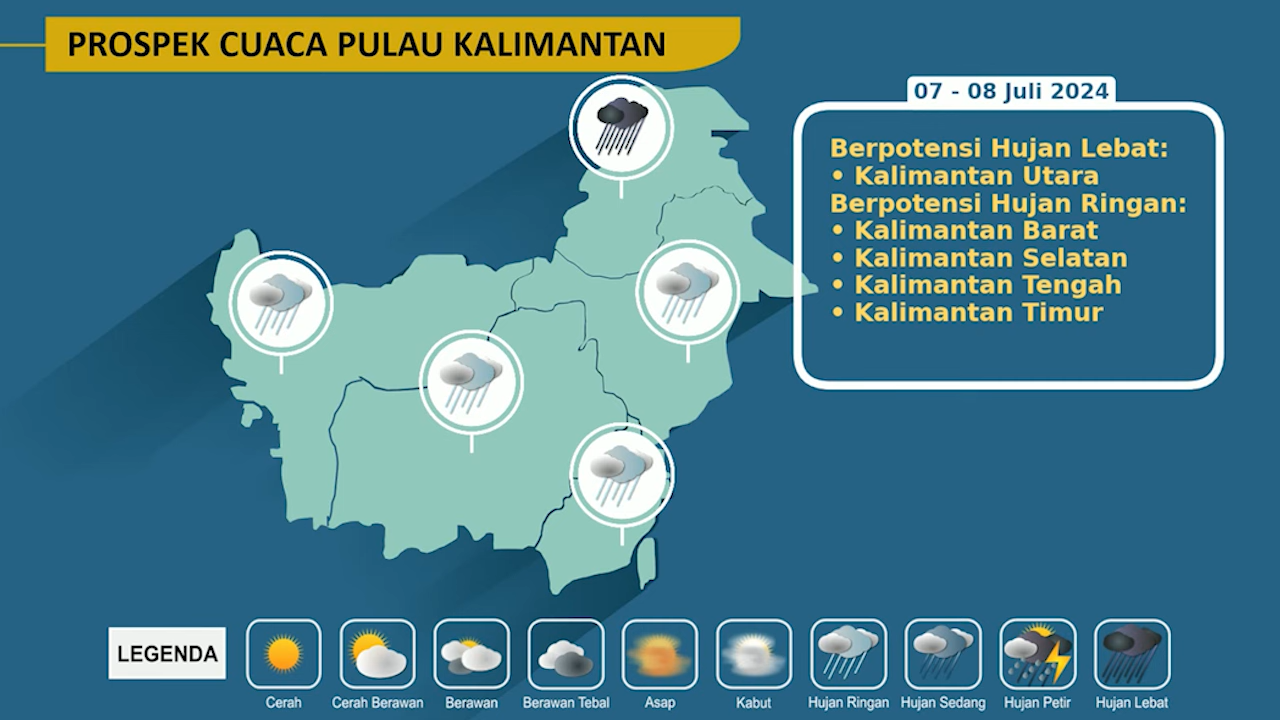 PROSPEK CUACA PULAU KALIMANTAN
07 - 08 Juli 2024
Berpotensi Hujan Lebat:
• Kalimantan Utara
Berpotensi Hujan Ringan:
• Kalimantan Barat
• Kalimantan Selatan
• Kalimantan Tengah
• Kalimantan Timur
LEGENDA
Cerah
Cerah Berawan
Berawan
Berawan Tebal
Asap
Kabut
Hujan Ringan
Hujan Sedang
Hujan Petir
Hujan Lebat